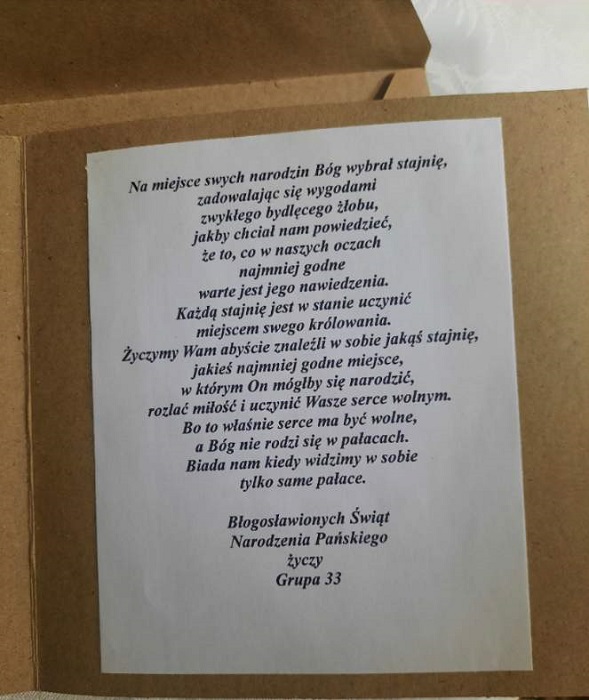 Na miejsce swych narodzin Bóg wybrał stajnię,
zadowalając się wygodami
zwykłego bydlęcego żłobu,
jakby chciał nam powiedzieć,
że to, co w naszych oczach
najmniej godne
warte jest jego nawiedzenia.
Każdą stajnię jest w stanie uczynić
miejscem swego królowania.
Życzymy Wam abyście znaleźli w sobie jakąś stajnię,
jakieś najmniej godne miejsce,
w którym On mógłby się narodzić,
rozlać miłość i uczynić Wasze serce wolnym.
Bo to właśnie serce ma być wolne,
a Bóg nie rodzi się w pałacach.
Biada nam kiedy widzimy w sobie
tylko same pałace.
Błogosławionych Świąt
Narodzenia Pańskiego
życzy
Grupa 33